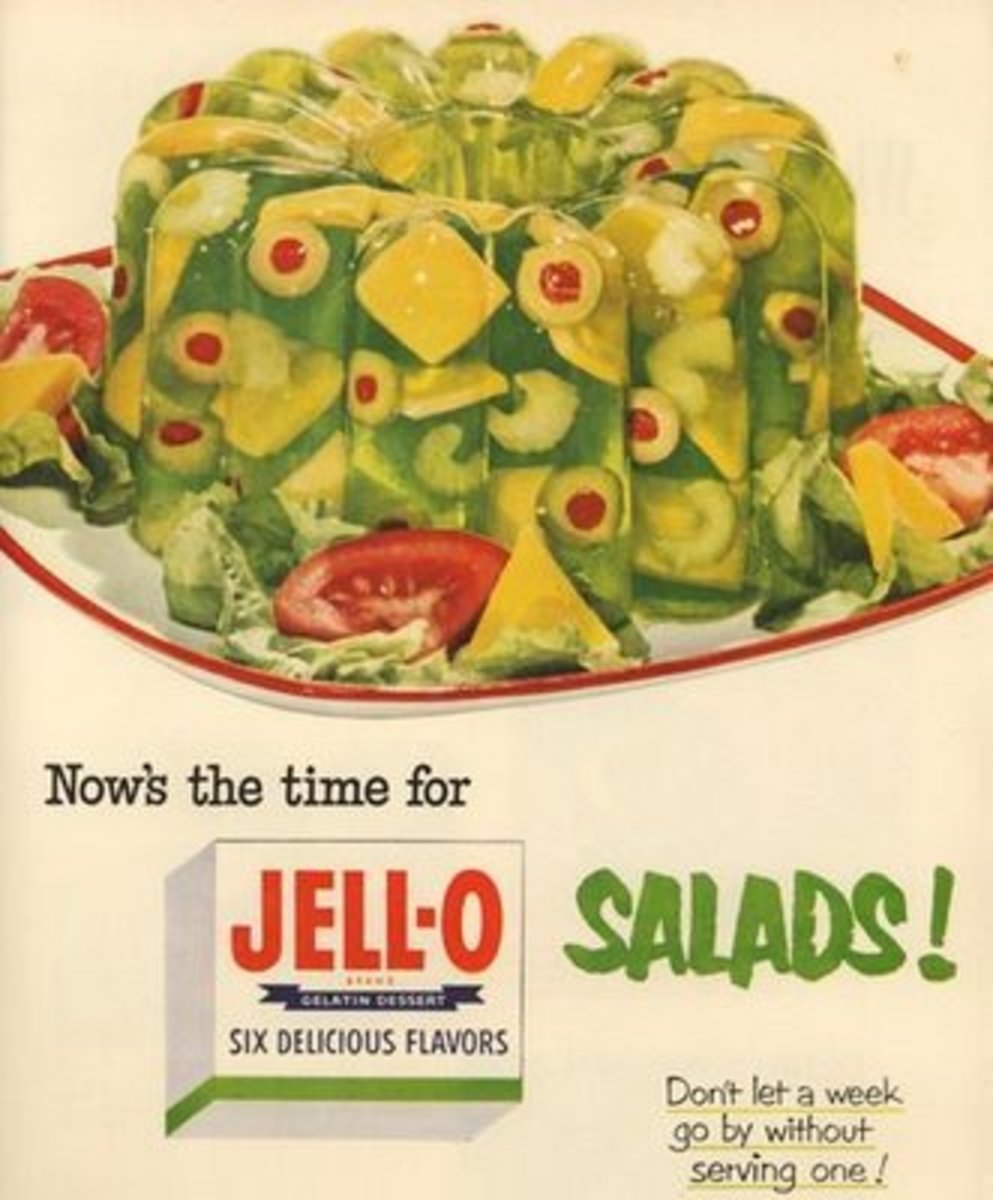 Now's the time for
JELL-O
BRAND
GELATIN DESSERT
SIX DELICIOUS FLAVORS
SALADS!
Don't let a week
go by without
serving one!